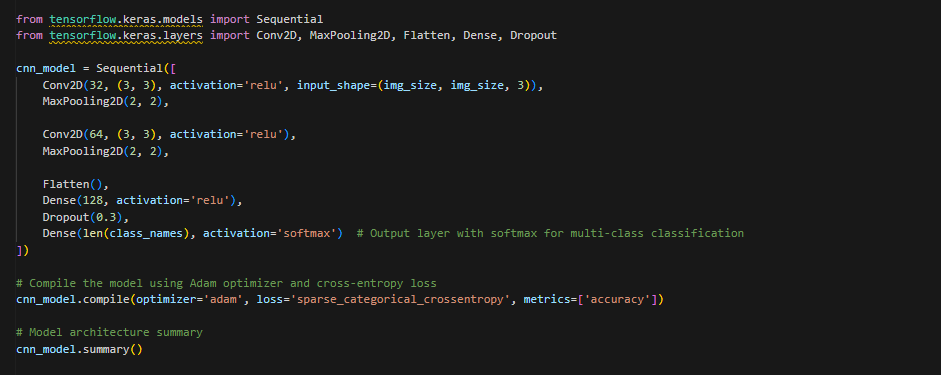 from tensorflow.keras.models import Sequential
from tensorflow.keras.layers import Conv2D, MaxPooling2D, Flatten, Dense, Dropout

cnn_model = Sequential([
    Conv2D(32, (3, 3), activation='relu', input_shape=(img_size, img_size, 3)),
    MaxPooling2D(2, 2),

    Conv2D(64, (3, 3), activation='relu'),
    MaxPooling2D(2, 2),

    Flatten(),
    Dense(128, activation='relu'),
    Dropout(0.3),
    Dense(len(class_names), activation='softmax')  # Output layer with softmax for multi-class classification
])

# Compile the model using Adam optimizer and cross-entropy loss
cnn_model.compile(optimizer='adam', loss='sparse_categorical_crossentropy', metrics=['accuracy'])

# Model architecture summary
cnn_model.summary()